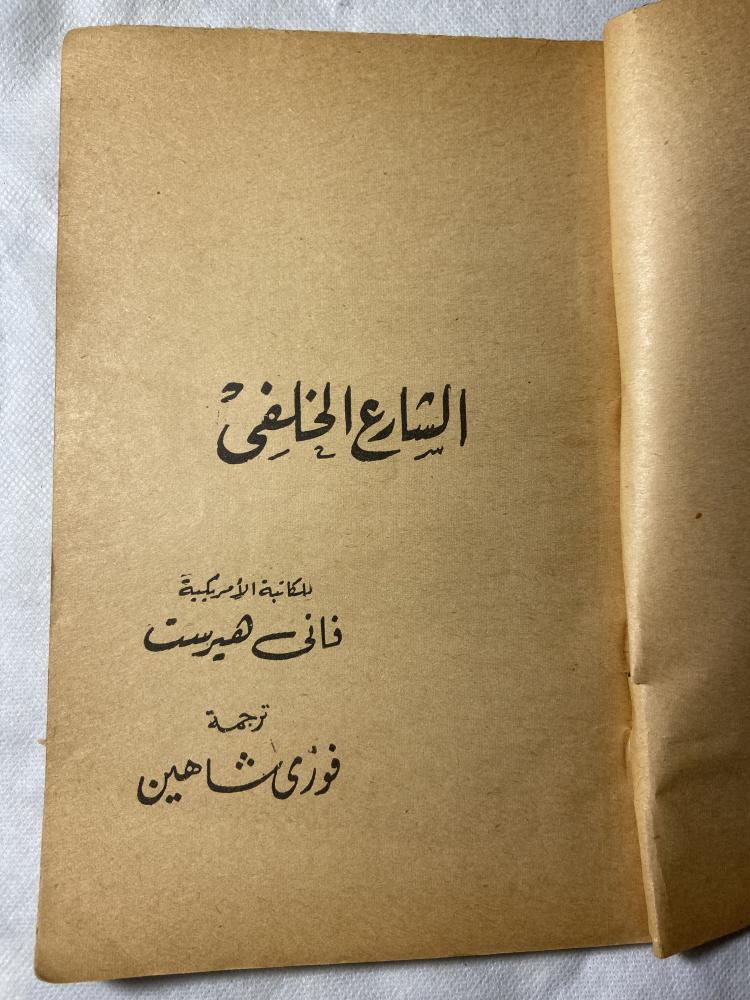 الشارع الخلفى
للكاتبة الأمريكية
فانى هيرست
ترجمة
فوزى شاهين